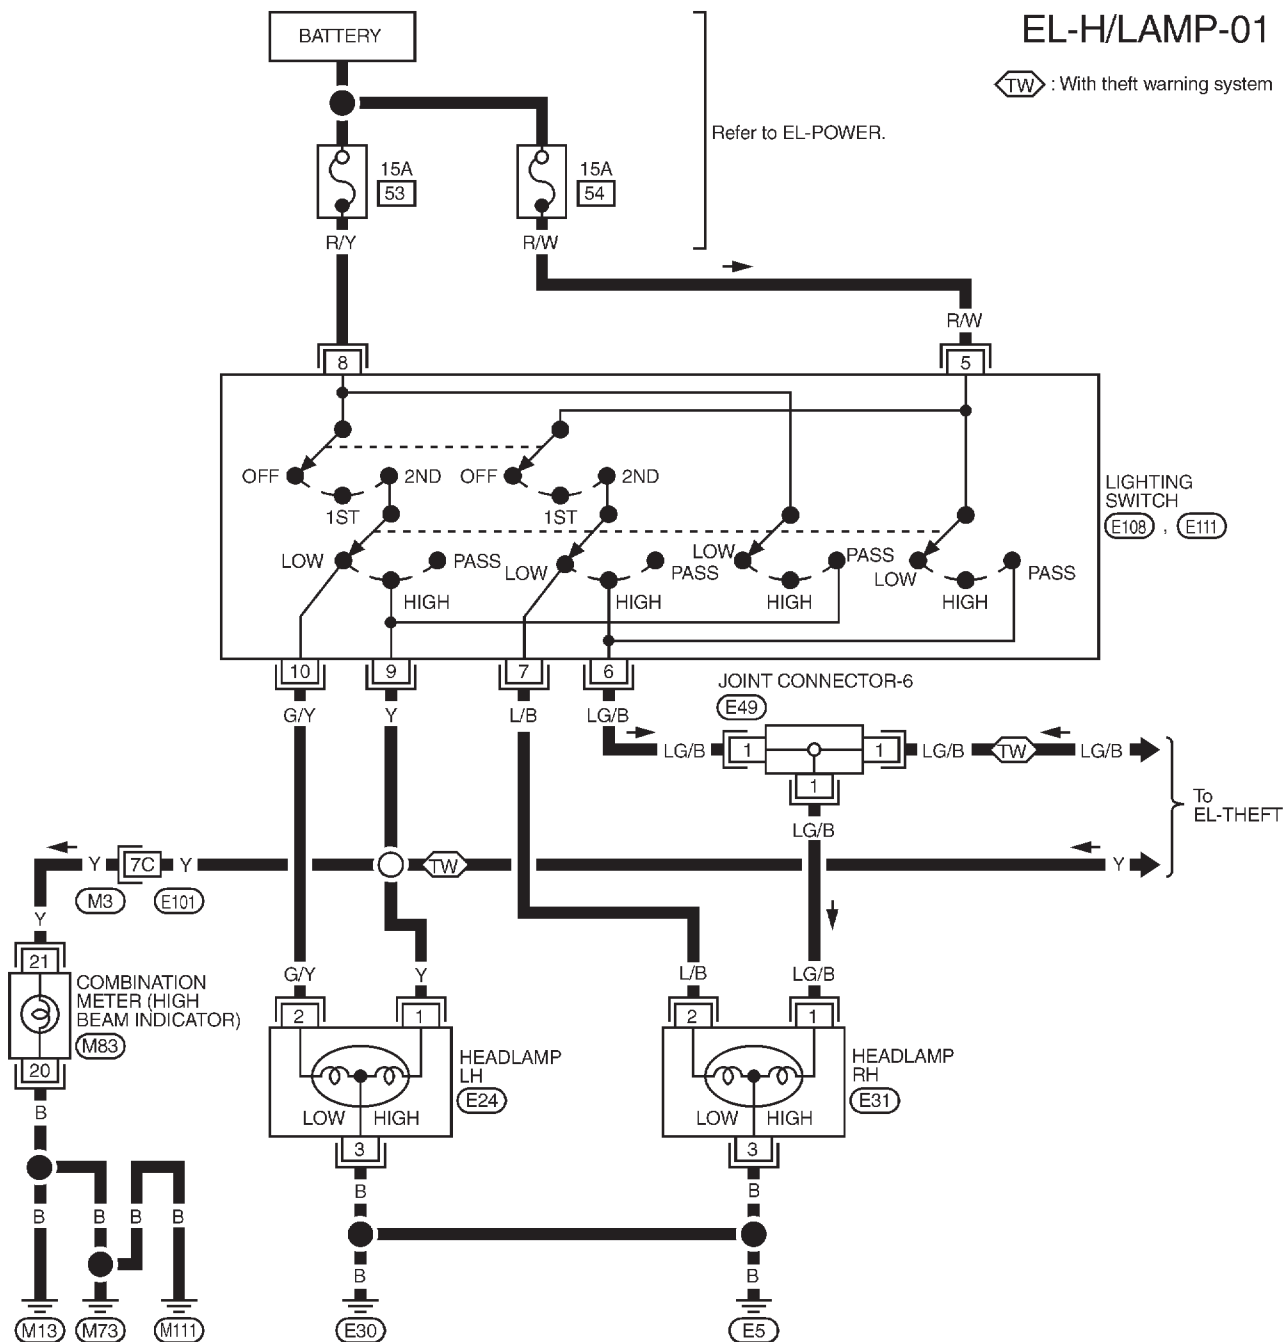 EL-H/LAMP-01
BATTERY
TW : With theft warning system
Refer to EL-POWER.
15A
53
15A
54
R/Y
R/W
R/W
8
5
OFF
2ND
OFF
2ND
1ST
1ST
LIGHTING
SWITCH
E108 , E111
LOW
PASS
HIGH
LOW
PASS
HIGH
LOW
PASS
HIGH
LOW
PASS
HIGH
10
9
7
6
JOINT CONNECTOR-6
E49
G/Y
Y
L/B
LG/B
LG/B
1
1
LG/B
TW
LG/B
1
To
EL-THEFT
LG/B
Y
7C
Y
TW
Y
M3
E101
Y
21
COMBINATION
METER (HIGH
BEAM INDICATOR)
M83
20
B
G/Y
Y
L/B
LG/B
2
1
2
1
HEADLAMP
LH
E24
LOW
HIGH
HEADLAMP
RH
E31
LOW
HIGH
3
3
B
B
B
B
B
B
B
B
M13
M73
M111
E30
E5